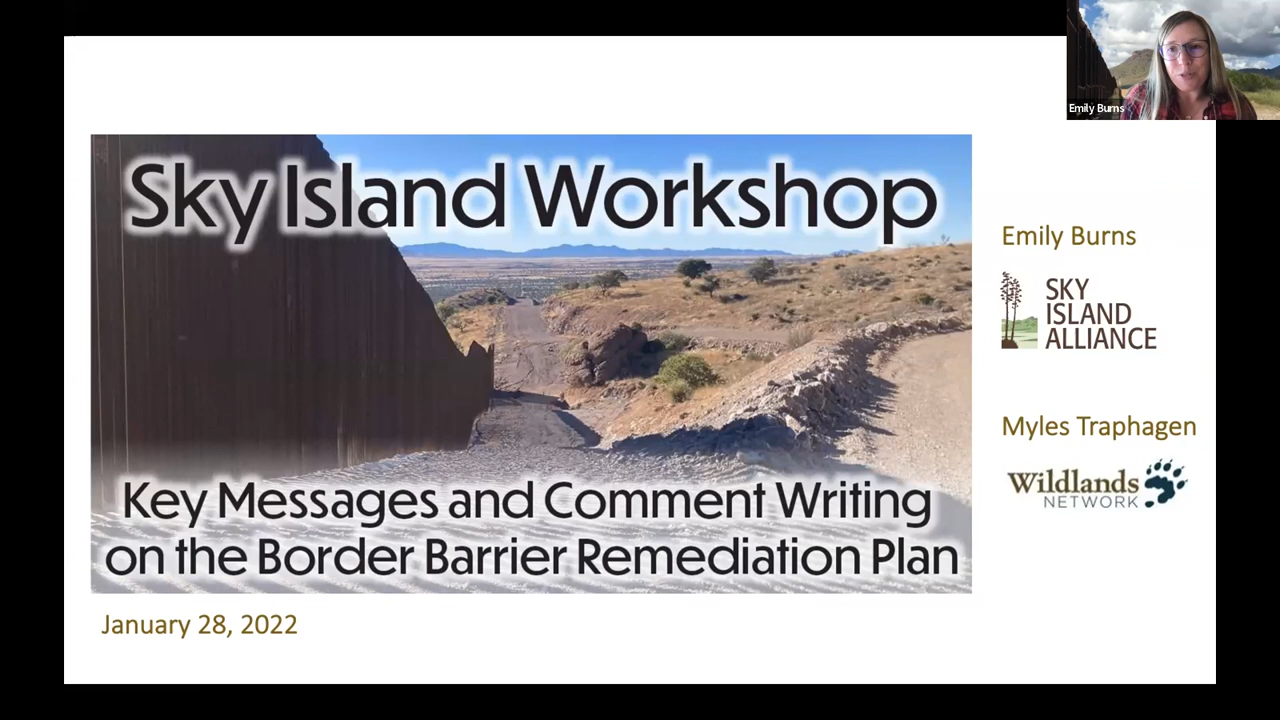 Emily Burns
Sky Island Workshop
Key Messages and Comment Writing
on the Border Barrier Remediation Plan
January 28, 2022
Emily Burns
SKY
ISLAND
ALLIANCE
Myles Traphagen
Wildlands
NETWORK